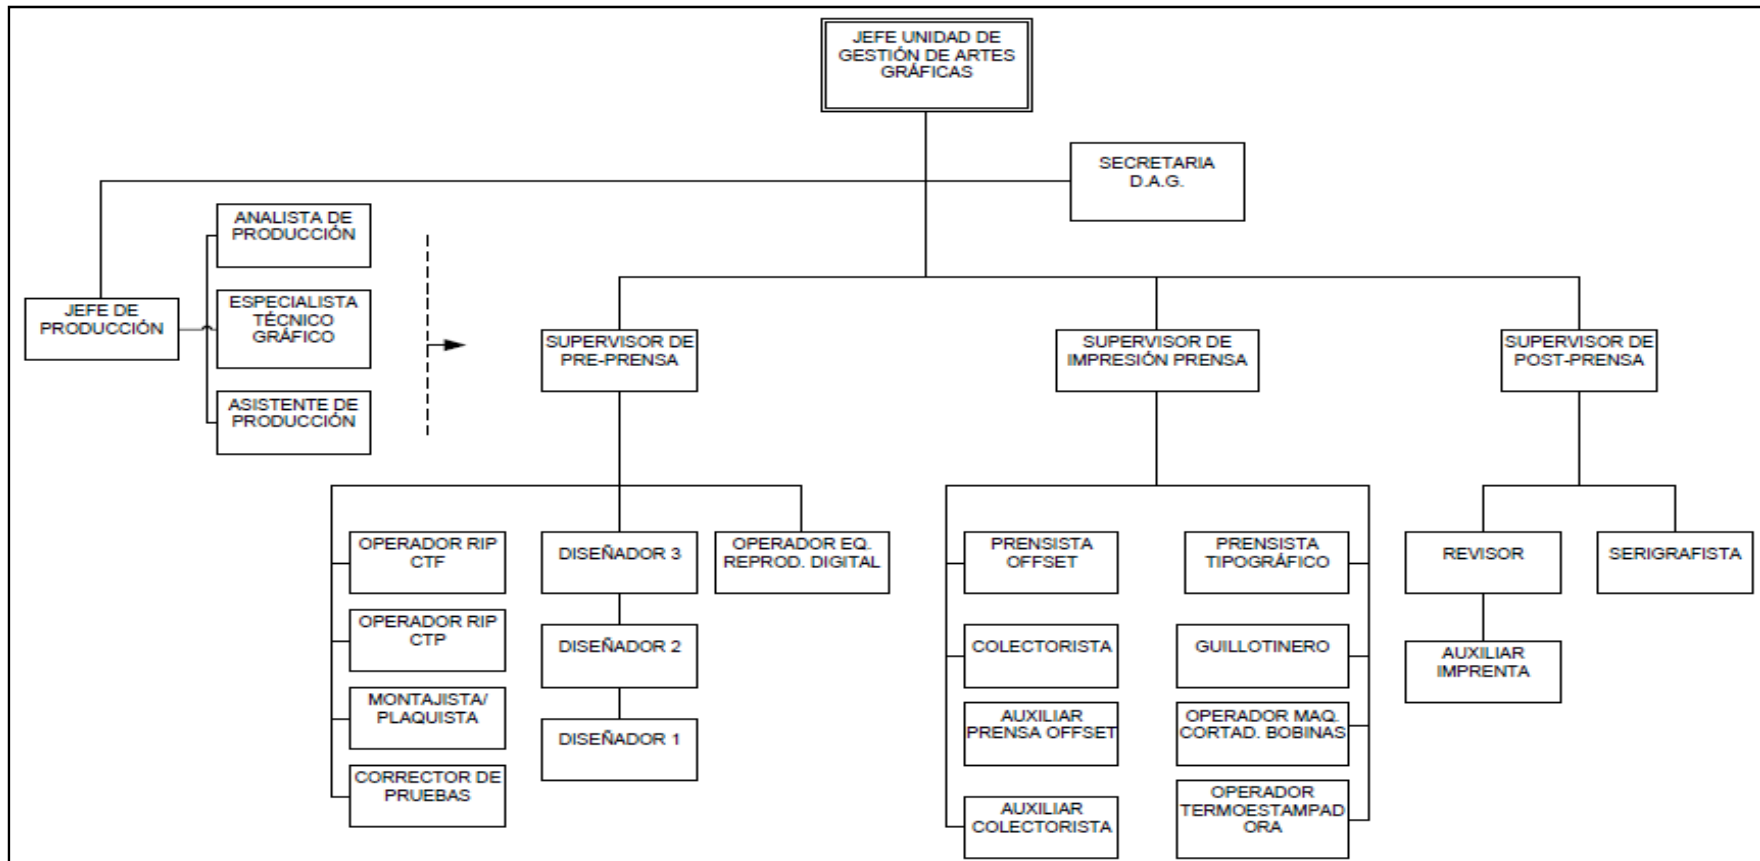 JEFE UNIDAD DE
GESTIÓN DE ARTES
GRÁFICAS
SECRETARIA
D.A.G.
ANALISTA DE
PRODUCCIÓN
JEFE DE
PRODUCCIÓN
ESPECIALISTA
TÉCNICO
GRÁFICO
ASISTENTE DE
PRODUCCIÓN
SUPERVISOR DE
PRE-PRENSA
SUPERVISOR DE
IMPRESIÓN PRENSA
SUPERVISOR DE
POST-PRENSA
OPERADOR RIP
CTF
OPERADOR RIP
CTP
MONTAJISTA/
PLAQUISTA
CORRECTOR DE
PRUEBAS
DISEÑADOR 3
DISEÑADOR 2
DISEÑADOR 1
OPERADOR EQ.
REPROD. DIGITAL
PRENSISTA
OFFSET
COLECTORISTA
AUXILIAR
PRENSA OFFSET
AUXILIAR
COLECTORISTA
PRENSISTA
TIPOGRÁFICO
GUILLOTINERO
OPERADOR MAQ.
CORTAD. BOBINAS
OPERADOR
TERMOESTAMPAD
ORA
REVISOR
AUXILIAR
IMPRENTA
SERIGRAFISTA